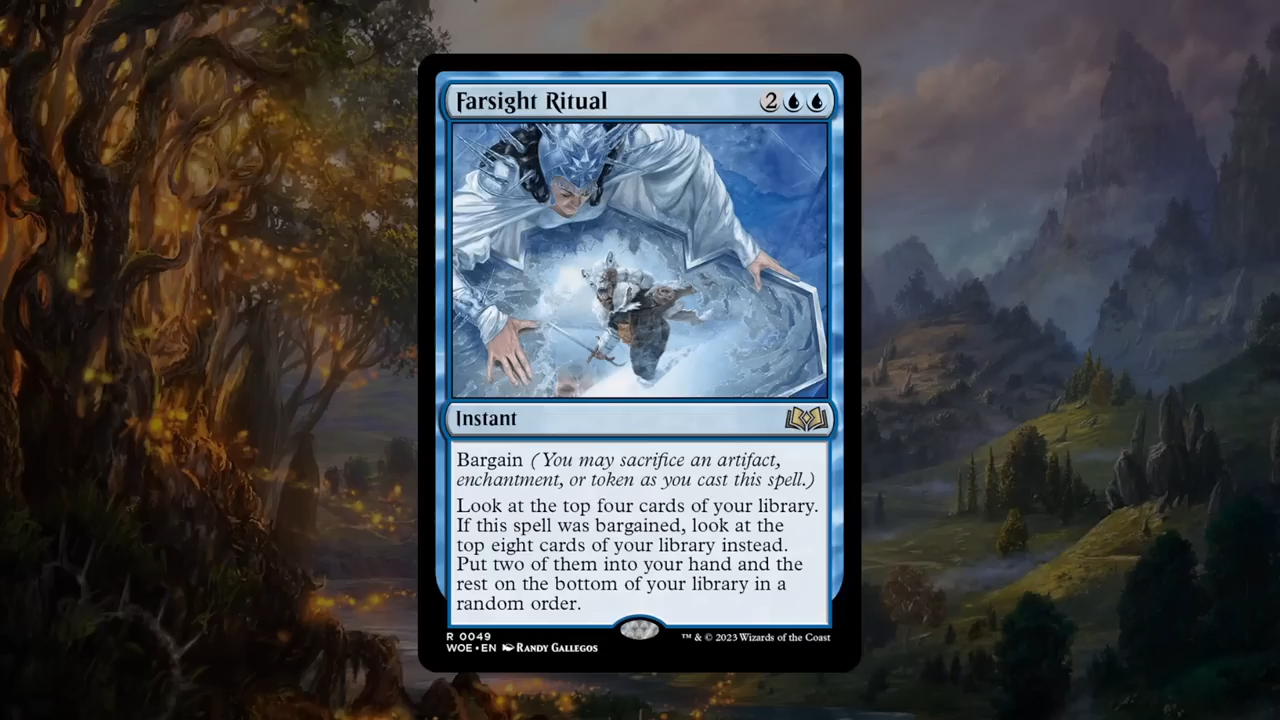 Farsight Ritual 2
Instant
Bargain (You may sacrifice an artifact,
enchantment, or token as you cast this spell.)
Look at the top four cards of your library.
If this spell was bargained, look at the
top eight cards of your library instead.
Put two of them into your hand and the
rest on the bottom of your library in a
random order.
R 0049
WOE • EN Randy Gallegos
™ & © 2023 Wizards of the Coast